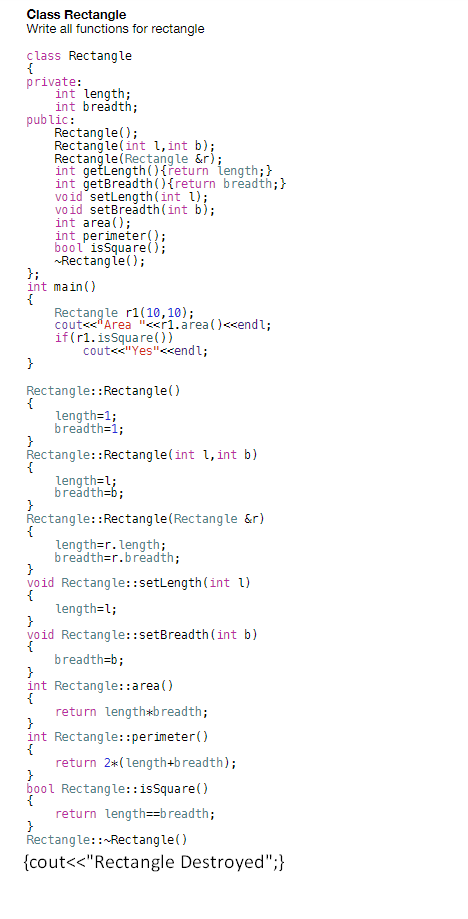 Class Rectangle
Write all functions for rectangle
class Rectangle
{
private:
    int length;
    int breadth;
public:
    Rectangle();
    Rectangle(int l,int b);
    Rectangle(Rectangle &r);
    int getLength(){return length;}
    int getBreadth(){return breadth;}
    void setLength(int l);
    void setBreadth(int b);
    int area();
    int perimeter();
    bool isSquare();
    ~Rectangle();
};
int main()
{
    Rectangle r1(10,10);
    cout<<"Area "<<r1.area()<<endl;
    if(r1.isSquare())
        cout<<"Yes"<<endl;
}
Rectangle::Rectangle()
{
    length=1;
    breadth=1;
}
Rectangle::Rectangle(int l,int b)
{
    length=l;
    breadth=b;
}
Rectangle::Rectangle(Rectangle &r)
{
    length=r.length;
    breadth=r.breadth;
}
void Rectangle::setLength(int l)
{
    length=l;
}
void Rectangle::setBreadth(int b)
{
    breadth=b;
}
int Rectangle::area()
{
    return length*breadth;
}
int Rectangle::perimeter()
{
    return 2*(length+breadth);
}
bool Rectangle::isSquare()
{
    return length==breadth;
}
Rectangle::~Rectangle()
{cout<<"Rectangle Destroyed";}